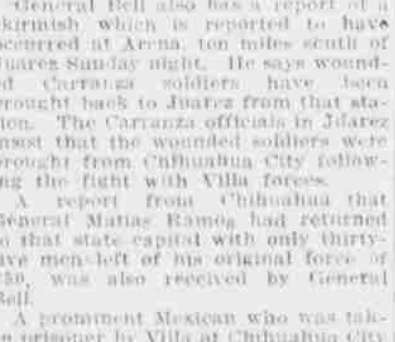 General Bell also has a report of a
skirmish which is reported to have
occurred at Arena, ten miles south of
Juarez Sunday night. He says wound-
ed Carranza soldiers have been
brought back to Juarez from that sta-
tion. The Carranza officials in Juarez
insist that the wounded soldiers were
brought from Chihuahua City follow-
ing the fight with Villa forces.
A report from Chihuahua that
General Matias Ramos had returned
to that state capital with only thirty-
five men left of his original force of
250, was also received by General
Bell.
A prominent Mexican who was tak-
en prisoner by Villa at Chihuahua City